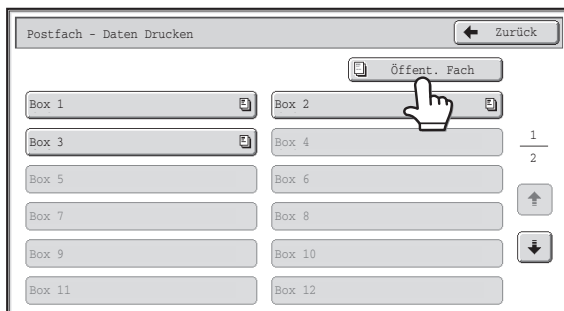 Postfach - Daten Drucken
Zurück
Öffent. Fach
Box 1
Box 2
Box 3
Box 4
1
2
Box 5
Box 6
Box 7
Box 8
Box 9
Box 10
Box 11
Box 12